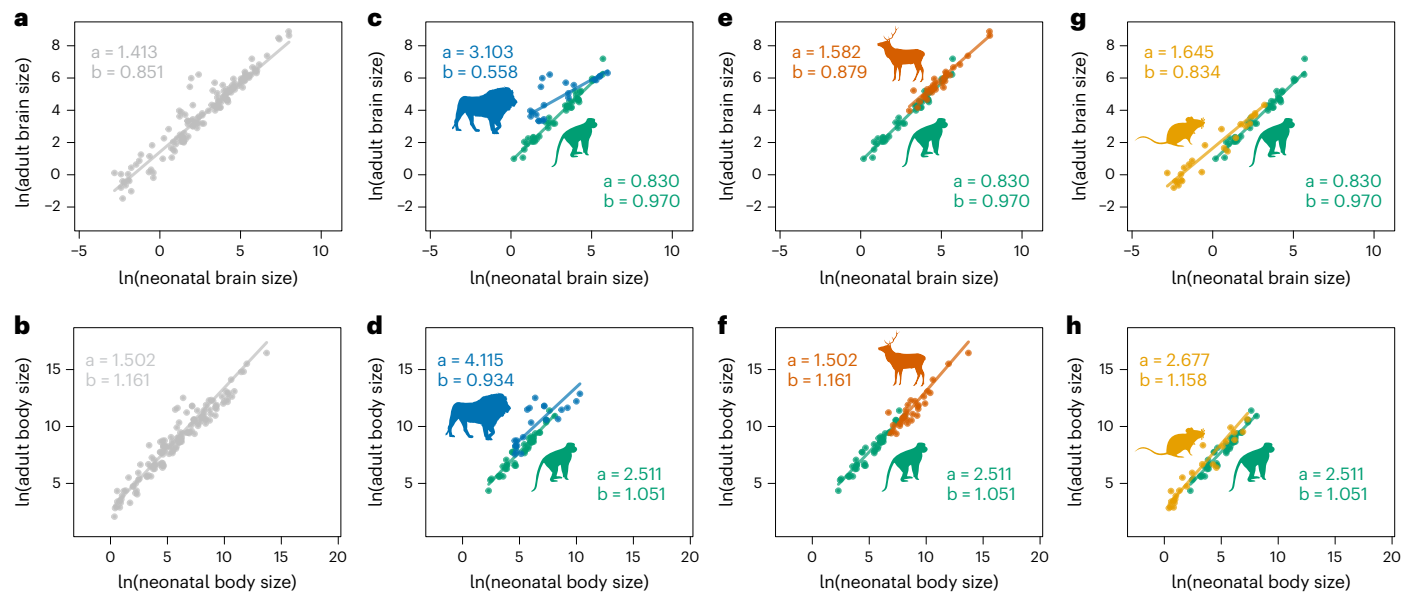 a
a = 1.413
b = 0.851
8
6
4
2
0
−2
−5
0
5
10
ln(adult brain size)
ln(neonatal brain size)
c
a = 3.103
b = 0.558
a = 0.830
b = 0.970
8
6
4
2
0
−2
−5
0
5
10
ln(adult brain size)
ln(neonatal brain size)
e
a = 1.582
b = 0.879
a = 0.830
b = 0.970
8
6
4
2
0
−2
−5
0
5
10
ln(adult brain size)
ln(neonatal brain size)
g
a = 1.645
b = 0.834
a = 0.830
b = 0.970
8
6
4
2
0
−2
−5
0
5
10
ln(adult brain size)
ln(neonatal brain size)
b
a = 1.502
b = 1.161
15
10
5
0
5
10
15
20
ln(adult body size)
ln(neonatal body size)
d
a = 4.115
b = 0.934
a = 2.511
b = 1.051
15
10
5
0
5
10
15
20
ln(adult body size)
ln(neonatal body size)
f
a = 1.502
b = 1.161
a = 2.511
b = 1.051
15
10
5
0
5
10
15
20
ln(adult body size)
ln(neonatal body size)
h
a = 2.677
b = 1.158
a = 2.511
b = 1.051
15
10
5
0
5
10
15
20
ln(adult body size)
ln(neonatal body size)